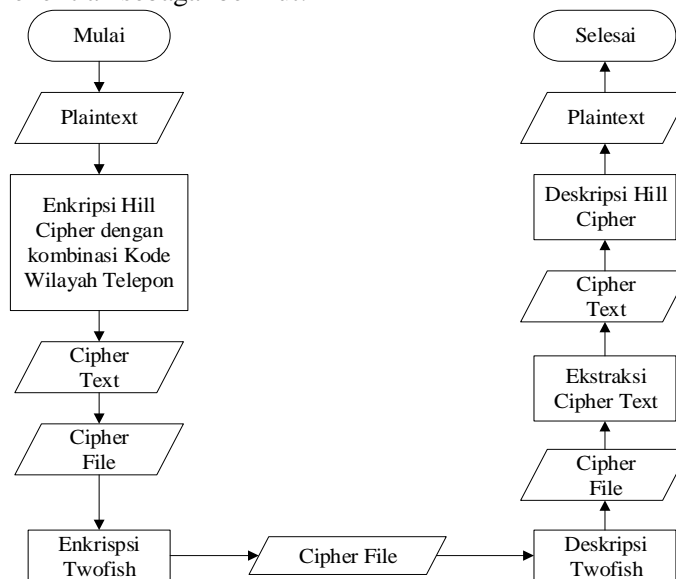 Mulai
Plaintext
Enkripsi Hill
Cipher dengan
kombinasi Kode
Wilayah Telepon
Cipher
Text
Cipher
File
Enkrispsi
Twofish
Cipher File
Deskripsi
Twofish
Cipher
File
Ekstraksi
Cipher Text
Cipher
Text
Deskripsi Hill
Cipher
Plaintext
Selesai